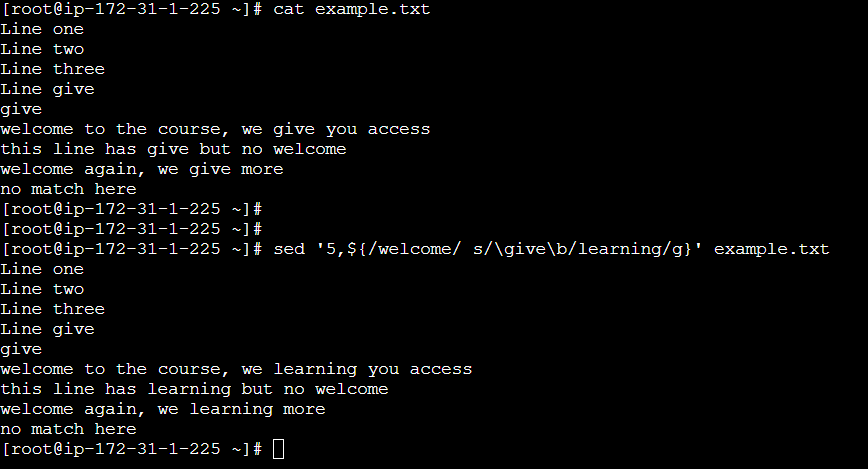 [root@ip-172-31-1-225 ~]# cat example.txt
Line one
Line two
Line three
Line give
give
welcome to the course, we give you access
this line has give but no welcome
welcome again, we give more
no match here
[root@ip-172-31-1-225 ~]#
[root@ip-172-31-1-225 ~]#
[root@ip-172-31-1-225 ~]# sed '5,${/welcome/ s/\give\b/learning/g}' example.txt
Line one
Line two
Line three
Line give
give
welcome to the course, we learning you access
this line has learning but no welcome
welcome again, we learning more
no match here
[root@ip-172-31-1-225 ~]#